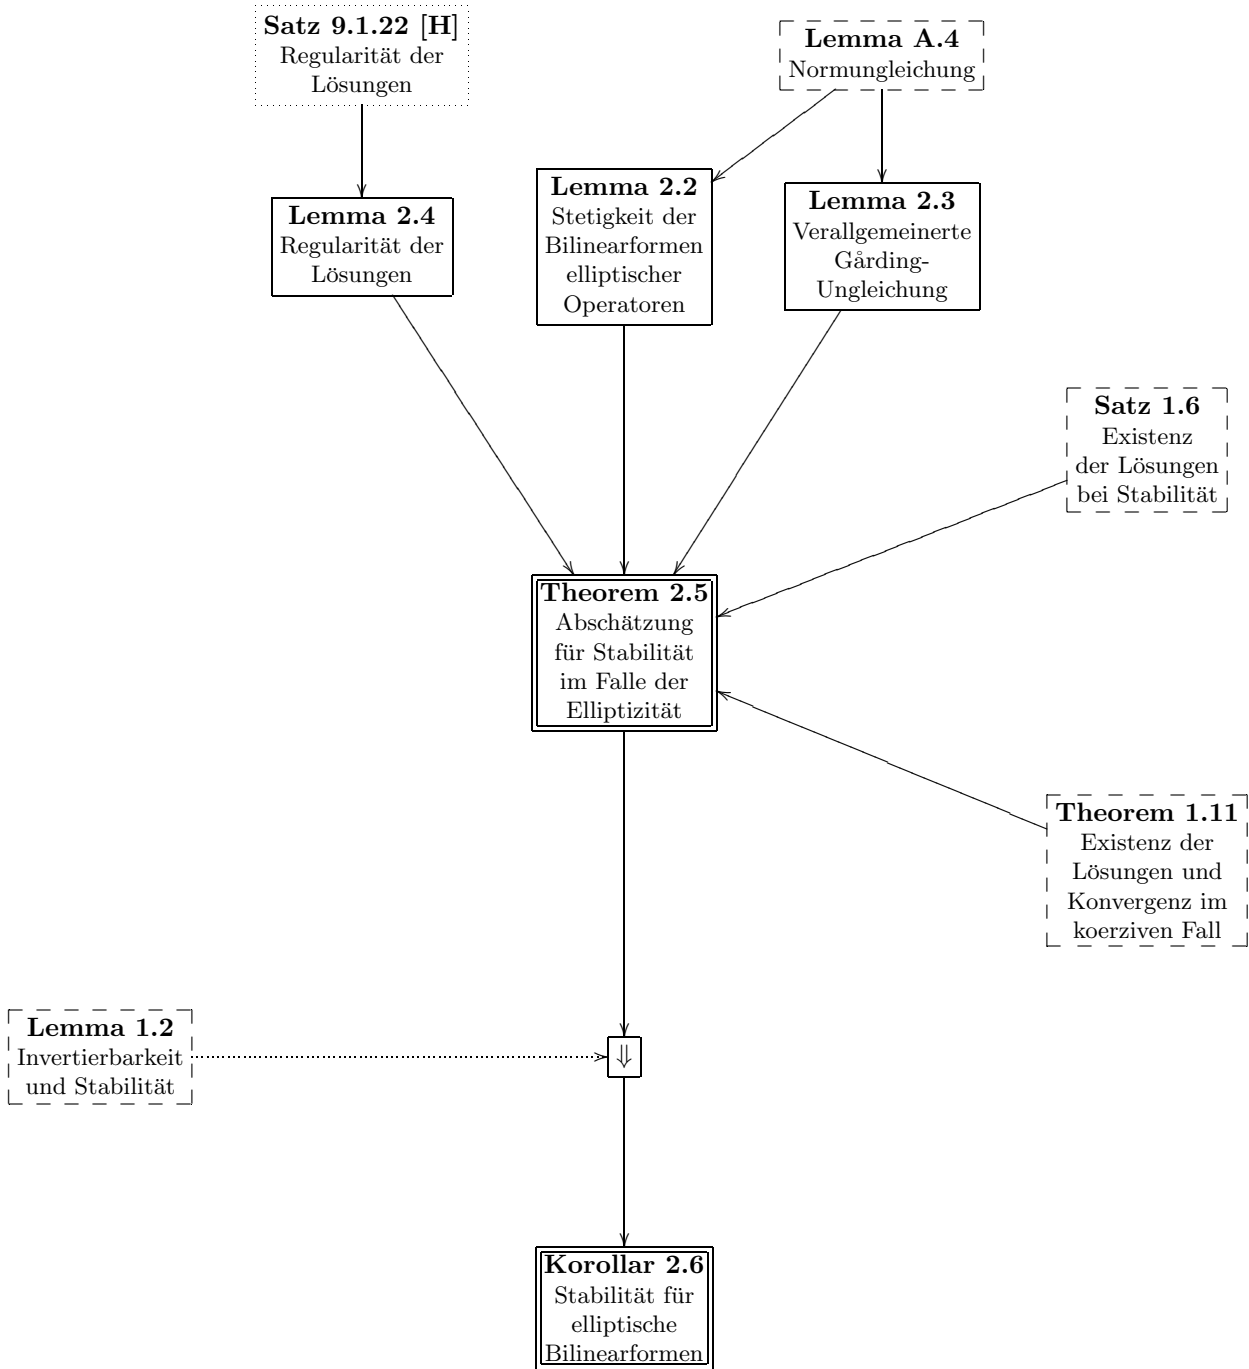 Satz 9.1.22 [H]
Regularität der
Lösungen
Lemma A.4
Normungleichung
Lemma 2.4
Regularität der
Lösungen
Lemma 2.2
Stetigkeit der
Bilinearformen
elliptischer
Operatoren
Lemma 2.3
Verallgemeinerte
Gårding-
Ungleichung
Satz 1.6
Existenz
der Lösungen
bei Stabilität
Theorem 2.5
Abschätzung
für Stabilität
im Falle der
Elliptizität
Theorem 1.11
Existenz der
Lösungen und
Konvergenz im
koerziven Fall
Lemma 1.2
Invertierbarkeit
und Stabilität
⇓
Korollar 2.6
Stabilität für
elliptische
Bilinearformen